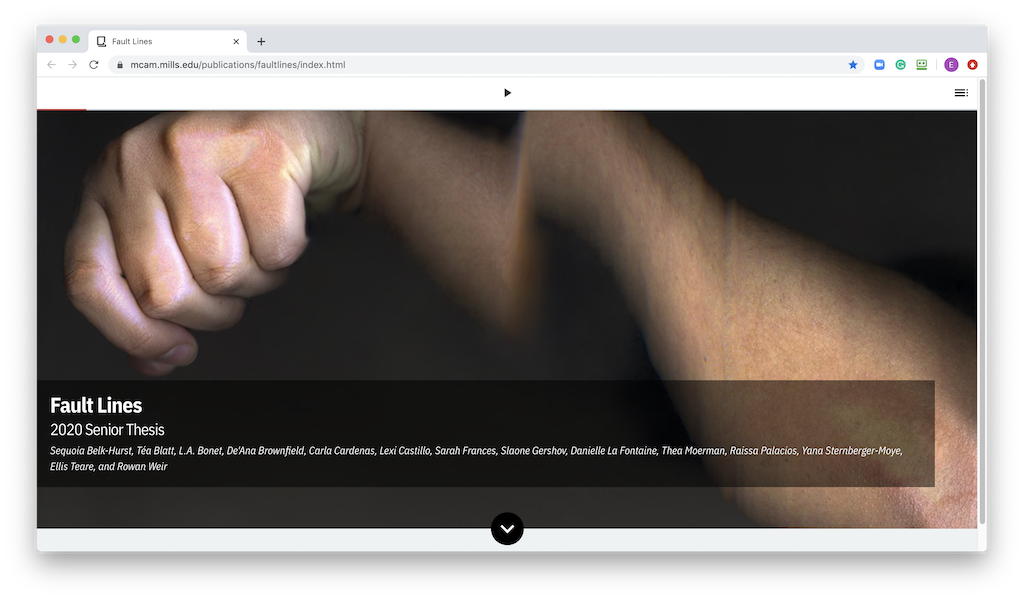 Fault Lines
mcam.mills.edu/publications/faultlines/index.html
E
Fault Lines
2020 Senior Thesis
Sequoia Belk-Hurst, Téa Blatt, L.A. Bonet, De'Ana Brownfield, Carla Cardenas, Lexi Castillo, Sarah Frances, Slaone Gershov, Danielle La Fontaine, Thea Moerman, Raissa Palacios, Yana Sternberger-Moye,
Ellis Teare, and Rowan Weir